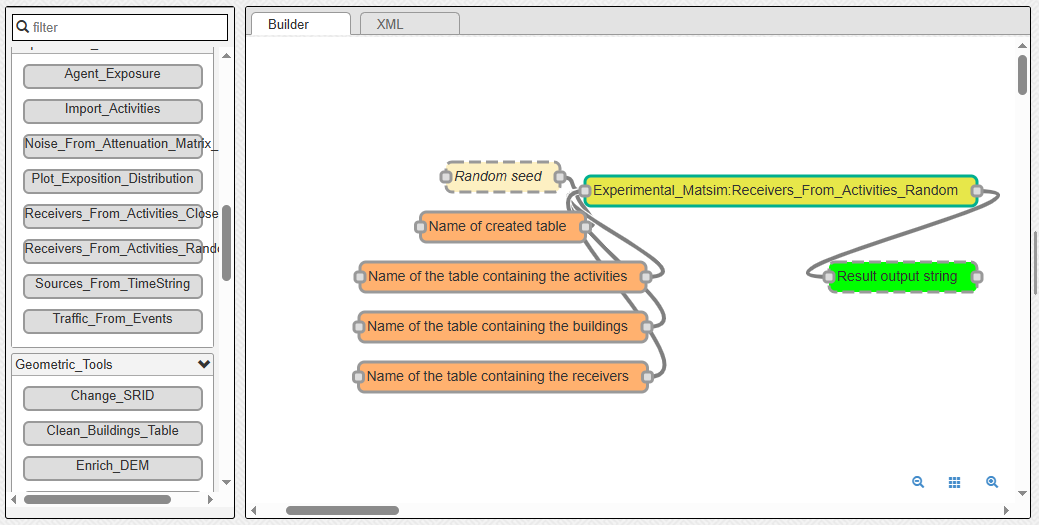 filter
Agent_Exposure
Import_Activities
Noise_From_Attenuation_Matrix_
Plot_Exposition_Distribution
Receivers_From_Activities_Close
Receivers_From_Activities_Rando
Sources_From_TimeString
Traffic_From_Events
Geometric_Tools
Change_SRID
Clean_Buildings_Table
Enrich_DEM
Builder
XML
Random seed
Experimental_Matsim:Receivers_From_Activities_Random
Name of created table
Name of the table containing the activities
Result output string
Name of the table containing the buildings
Name of the table containing the receivers